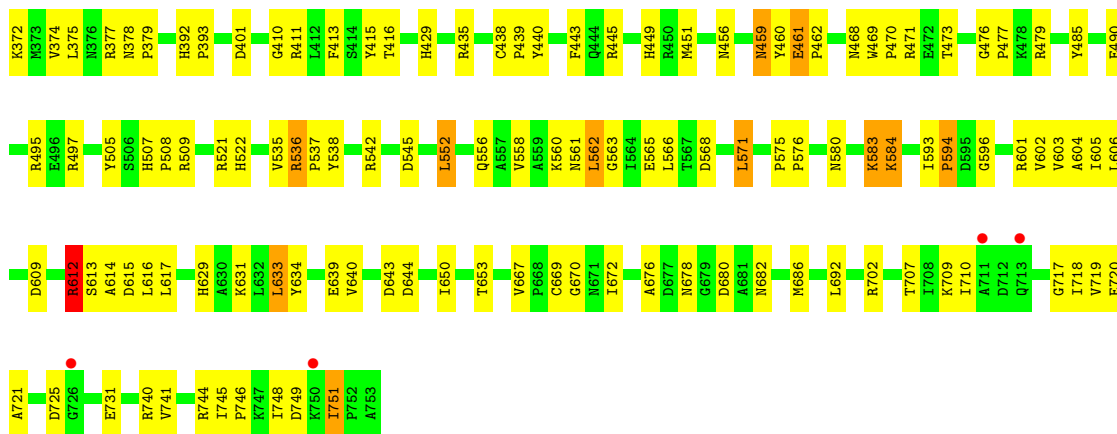 K372 M373 V374 L375 N376 R377 N378 P379 H392 P393 D401 G410 R411 L412 F413 S414 Y415 T416 H429 R435 C438 P439 Y440 F443 Q444 R445 H449 R450 M451 N456 N459 Y460 E461 P462 N468 W469 P470 R471 E472 T473 G476 P477 K478 R479 Y485 E490
R495 E496 R497 Y505 S506 H507 P508 R509 R521 H522 V535 R536 P537 Y538 R542 D545 L552 Q556 A557 V558 A559 K560 N561 L562 G563 I564 E565 L566 T567 D568 L571 P575 P576 N580 K583 K584 I593 P594 D595 G596 R601 V602 V603 A604 I605 L606
D609 R612 S613 A614 D615 L616 L617 H629 A630 K631 L632 L633 Y634 E639 V640 D643 D644 I650 T653 V667 P668 C669 G670 N671 I672 A676 D677 N678 G679 D680 A681 N682 M686 L692 R702 T707 I708 K709 I710 A711 D712 Q713 G717 I718 V719 E720
A721 D725 G726 E731 R740 V741 R744 I745 P746 K747 I748 D749 K750 I751 P752 A753